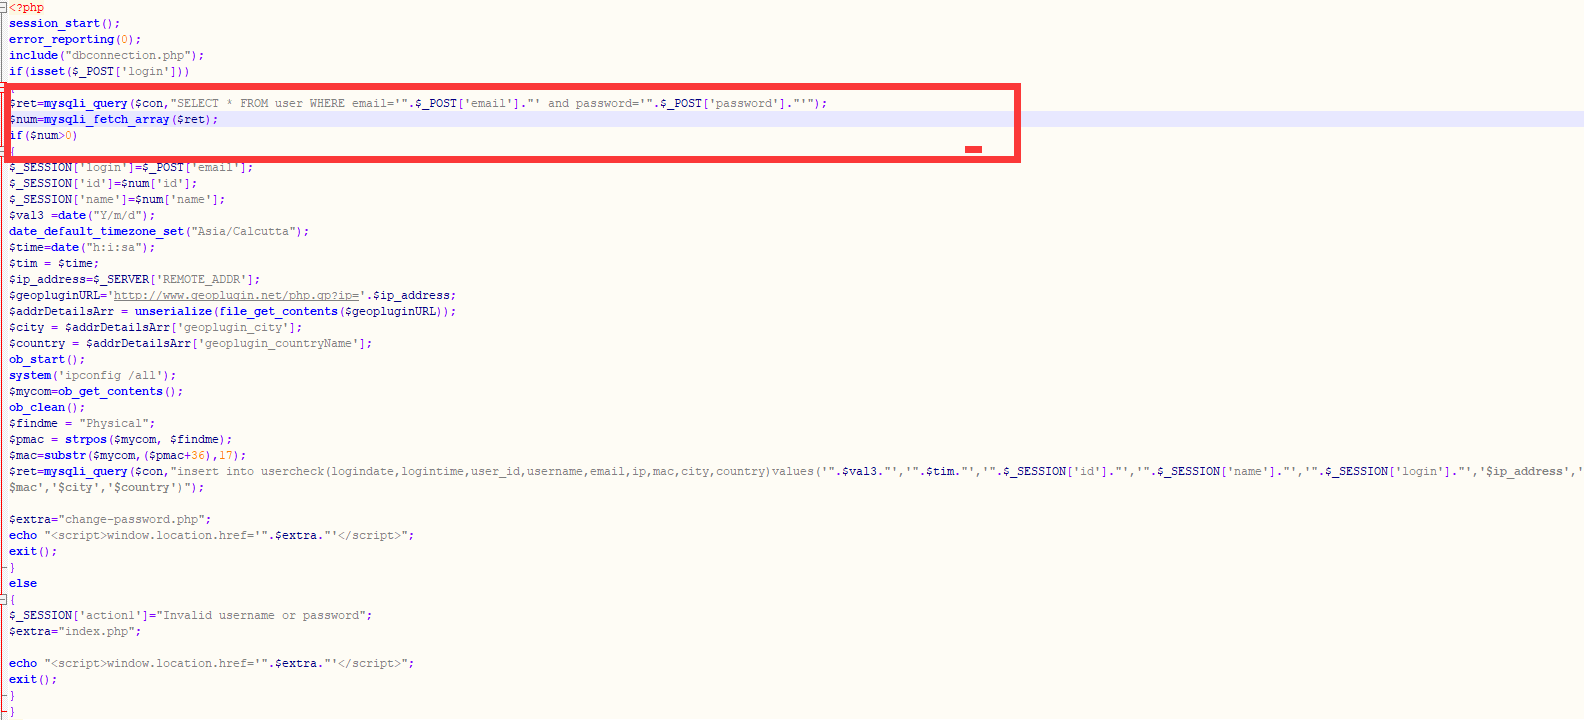 <?php
session_start();
error_reporting(0);
include("dbconnection.php");
if(isset($_POST['login']))
{
$ret=mysqli_query($con,"SELECT * FROM user WHERE email='".$_POST['email']."' and password='".$_POST['password']."'");
$num=mysqli_fetch_array($ret);
if($num>0)
{
$_SESSION['login']=$_POST['email'];
$_SESSION['id']=$num['id'];
$_SESSION['name']=$num['name'];
$val3 =date("Y/m/d");
date_default_timezone_set("Asia/Calcutta");
$time=date("h:i:sa");
$tim = $time;
$ip_address=$_SERVER['REMOTE_ADDR'];
$geopluginURL='http://www.geoplugin.net/php.gp?ip='.$ip_address;
$addrDetailsArr = unserialize(file_get_contents($geopluginURL));
$city = $addrDetailsArr['geoplugin_city'];
$country = $addrDetailsArr['geoplugin_countryName'];
ob_start();
system('ipconfig /all');
$mycom=ob_get_contents();
ob_clean();
$findme = "Physical";
$pmac = strpos($mycom, $findme);
$mac=substr($mycom,($pmac+36),17);
$ret=mysqli_query($con,"insert into usercheck(logindate,logintime,user_id,username,email,ip,mac,city,country)values('".$val3."','".$tim."','".$_SESSION['id']."','".$_SESSION['name']."','".$_SESSION['login']."','$ip_address','
$mac','$city','$country')");
$extra="change-password.php";
echo "<script>window.location.href='".$extra."'</script>";
exit();
}
else
{
$_SESSION['action1']="Invalid username or password";
$extra="index.php";
echo "<script>window.location.href='".$extra."'</script>";
exit();
}
}